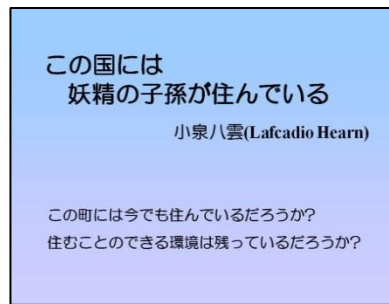 この国には
妖精の子孫が住んでいる
小泉八雲(Lafcadio Hearn)
この町には今でも住んでいるだろうか?
住むことのできる環境は残っているだろうか?